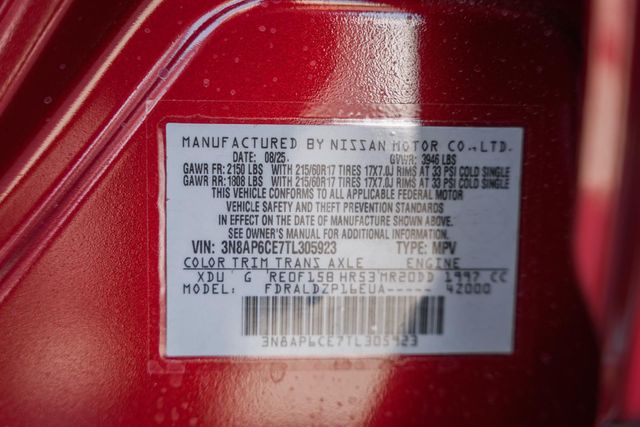 MANUFACTURED BY NISSAN MOTOR CO.,LTD.
DATE: 08/25 GVWR: 3946 LBS
GAWR FR: 2150 LBS WITH 215/60R17 TIRES 17X7.0J RIMS AT 33 PSI COLD SINGLE
GAWR RR: 1808 LBS WITH 215/60R17 TIRES 17X7.0J RIMS AT 33 PSI COLD SINGLE
THIS VEHICLE CONFORMS TO ALL APPLICABLE FEDERAL MOTOR
VEHICLE SAFETY AND THEFT PREVENTION STANDARDS
IN EFFECT ON THE DATE OF MANUFACTURE SHOWN ABOVE.
SEE OWNER'S MANUAL FOR ADDITIONAL INFORMATION.
VIN: 3N8AP6CE7TL305923 TYPE: MPV
COLOR TRIM TRANS AXLE ENGINE
XDU G RE0F15B HR53 MR20DD 1997 CC
MODEL: FDRALDZP16EUA----- 42000
3N8AP6CE7TL305923